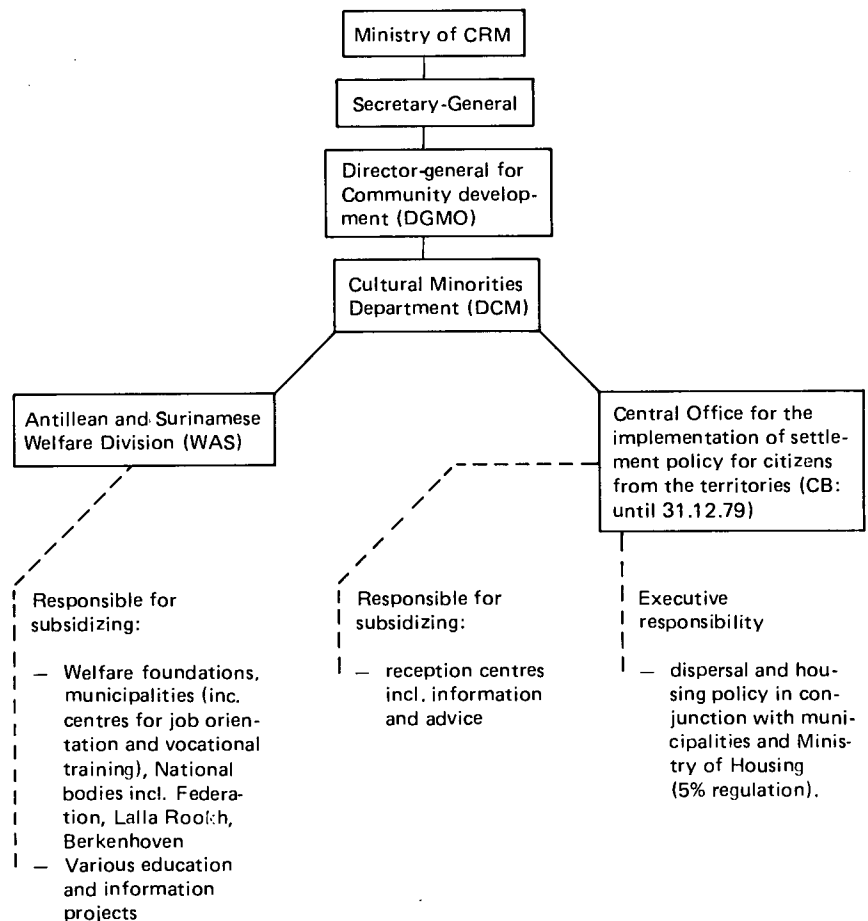 Ministry of CRM
Secretary-General
Director-general for
Community develop-
ment (DGMO)
Cultural Minorities
Department (DCM)
Antillean and Surinamese
Welfare Division (WAS)
Central Office for the
implementation of settle-
ment policy for citizens
from the territories (CB:
until 31.12.79)
Responsible for
subsidizing:
— Welfare foundations,
municipalities (inc.
centres for job orien-
tation and vocational
training), National
bodies incl. Federa-
tion, Lalla Rookh,
Berkenhoven
— Various education
and information
projects
Responsible for
subsidizing:
— reception centres
incl. information
and advice
Executive
responsibility
— dispersal and hou-
sing policy in con-
junction with muni-
cipalities and Minis-
try of Housing
(5% regulation).